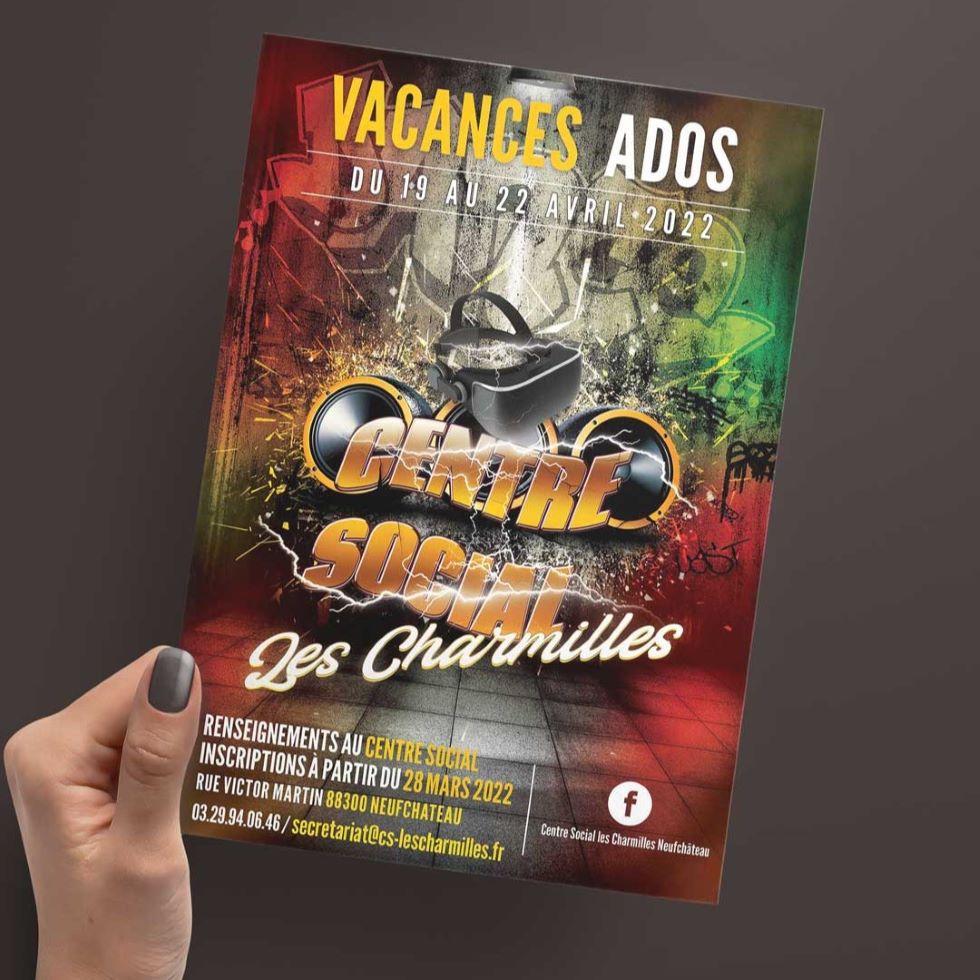 VACANCES ADOS
DU 19 AU 22 AVRIL 2022
CENTRE
SOCIAL
Les Charmilles
RENSEIGNEMENTS AU CENTRE SOCIAL
INSCRIPTIONS À PARTIR DU 28 MARS 2022
RUE VICTOR MARTIN 88300 NEUFCHATEAU
03.29.94.06.46 / secretariat@cs-lescharmilles.fr
f
Centre Social les Charmilles Neufchâteau